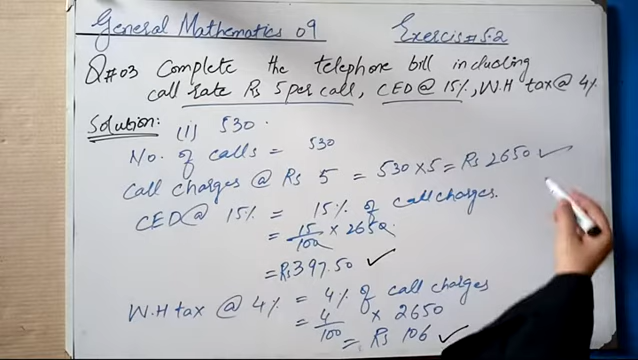 General Mathematics 09 Exercise# 5.2
Q#03 Complete the telephone bill including
call rate Rs 5 per call, CED@ 15%, W.H tax@ 4%
Solution: (i) 530.
No. of calls = 530
Call charges @ Rs 5 = 530 × 5 = Rs 2650 ✓
CED@ 15% = 15% of call charges.
= 15/100 × 2650
= Rs 397.50 ✓
W.H tax @ 4% = 4% of call charges
= 4/100 × 2650
= Rs 106 ✓